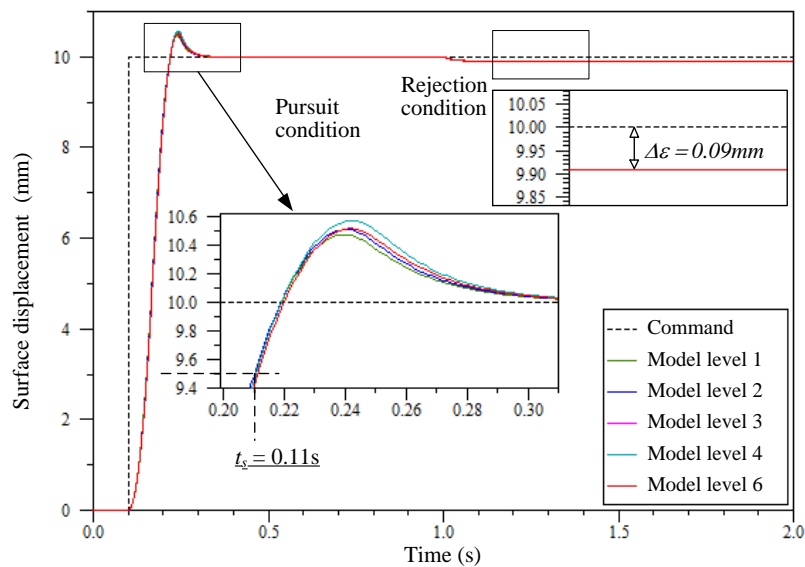 10
8
6
4
2
0
Surface displacement (mm)
0.0
0.5
1.0
1.5
2.0
Time (s)
Pursuit
condition
Rejection
condition
10.05
10.00
9.95
9.90
9.85
Δε = 0.09mm
10.6
10.4
10.2
10.0
9.8
9.6
9.4
0.20
0.22
0.24
0.26
0.28
0.30
t_s = 0.11s
Command
Model level 1
Model level 2
Model level 3
Model level 4
Model level 6